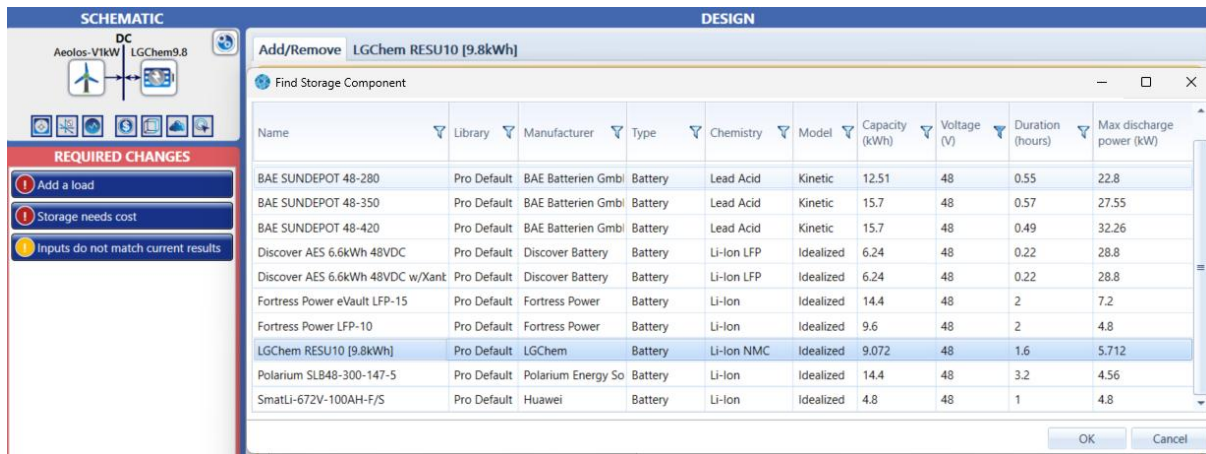 SCHEMATIC
DC
Aeolos-V1kW LGChem9.8
REQUIRED CHANGES
Add a load
Storage needs cost
Inputs do not match current results
DESIGN
Add/Remove LGChem RESU10 [9.8kWh]
Find Storage Component
Name Library Manufacturer Type Chemistry Model Capacity (kWh) Voltage (V) Duration (hours) Max discharge power (kW)
BAE SUNDEPOT 48-280 Pro Default BAE Batterien Gmb Battery Lead Acid Kinetic 12.51 48 0.55 22.8
BAE SUNDEPOT 48-350 Pro Default BAE Batterien Gmb Battery Lead Acid Kinetic 15.7 48 0.57 27.55
BAE SUNDEPOT 48-420 Pro Default BAE Batterien Gmb Battery Lead Acid Kinetic 15.7 48 0.49 32.26
Discover AES 6.6kWh 48VDC Pro Default Discover Battery Battery Li-Ion LFP Idealized 6.24 48 0.22 28.8
Discover AES 6.6kWh 48VDC w/Xant Pro Default Discover Battery Battery Li-Ion LFP Idealized 6.24 48 0.22 28.8
Fortress Power eVault LFP-15 Pro Default Fortress Power Battery Li-Ion Idealized 14.4 48 2 7.2
Fortress Power LFP-10 Pro Default Fortress Power Battery Li-Ion Idealized 9.6 48 2 4.8
LGChem RESU10 [9.8kWh] Pro Default LGChem Battery Li-Ion NMC Idealized 9.072 48 1.6 5.712
Polarium SLB48-300-147-5 Pro Default Polarium Energy So Battery Li-Ion Idealized 14.4 48 3.2 4.56
SmatLi-672V-100AH-F/S Pro Default Huawei Battery Li-Ion Idealized 4.8 48 1 4.8
OK Cancel